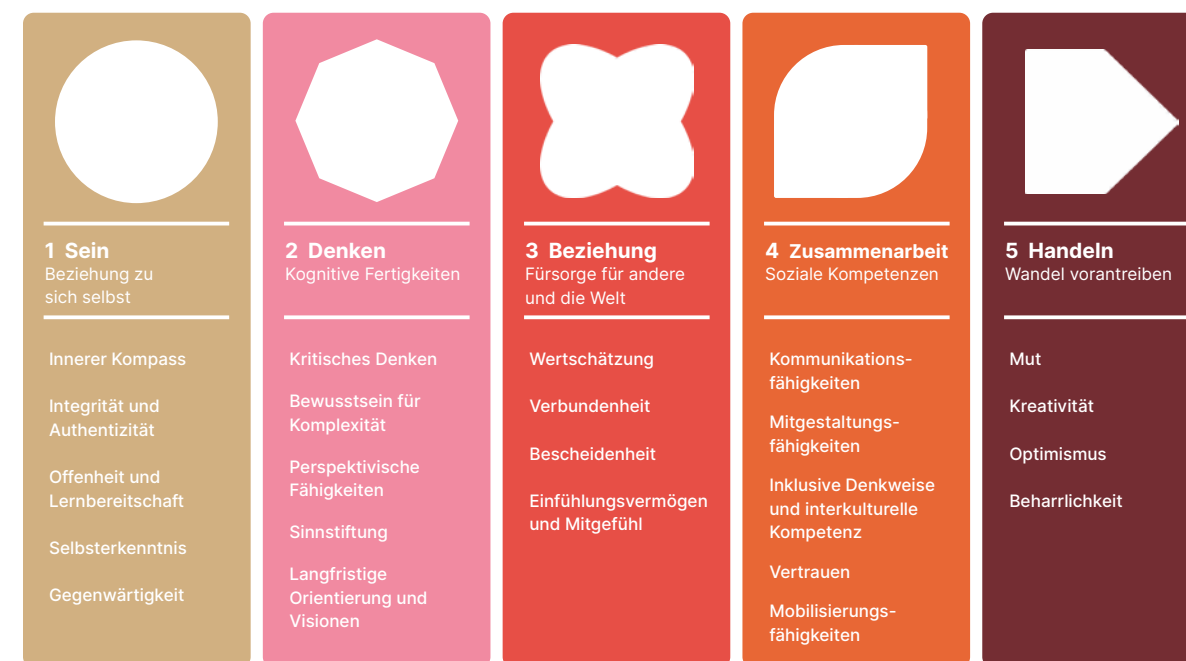 1 Sein
Beziehung zu
sich selbst
Innerer Kompass
Integrität und
Authentizität
Offenheit und
Lernbereitschaft
Selbsterkenntnis
Gegenwärtigkeit
2 Denken
Kognitive Fertigkeiten
Kritisches Denken
Bewusstsein für
Komplexität
Perspektivische
Fähigkeiten
Sinnstiftung
Langfristige
Orientierung und
Visionen
3 Beziehung
Fürsorge für andere
und die Welt
Wertschätzung
Verbundenheit
Bescheidenheit
Einfühlungsvermögen
und Mitgefühl
4 Zusammenarbeit
Soziale Kompetenzen
Kommunikations-
fähigkeiten
Mitgestaltungs-
fähigkeiten
Inklusive Denkweise
und interkulturelle
Kompetenz
Vertrauen
Mobilisierungs-
fähigkeiten
5 Handeln
Wandel vorantreiben
Mut
Kreativität
Optimismus
Beharrlichkeit